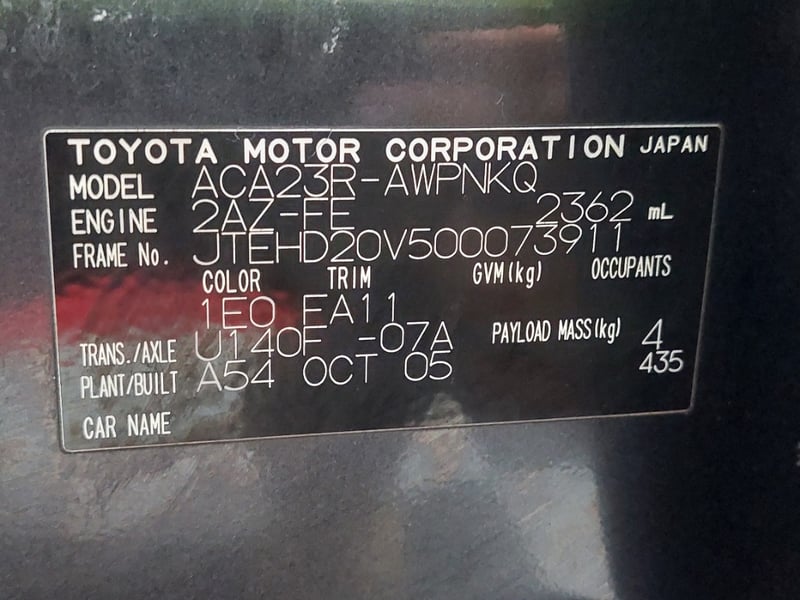 TOYOTA MOTOR CORPORATION JAPAN
MODEL ACA23R-AWPNKQ
ENGINE 2AZ-FE 2362 mL
FRAME No. JTEHD20V500073911
COLOR TRIM GVM(kg) OCCUPANTS
1E0 FA11
TRANS./AXLE U140F -07A PAYLOAD MASS(kg) 4
PLANT/BUILT A54 OCT 05 435
CAR NAME